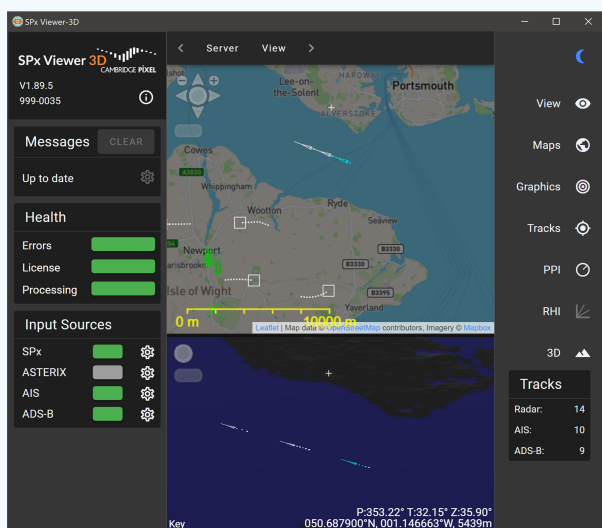 SPx Viewer-3D
SPx Viewer 3D
CAMBRIDGE PIXEL
V1.89.5
999-0035
Messages
CLEAR
Up to date
Health
Errors
License
Processing
Input Sources
SPx
ASTERIX
AIS
ADS-B
Server View
HARDWAY
Portsmouth
Lee-on-
the-Solent
ALVERSTOKE
Cowes
A3020
Whippingham
Wootton
Ryde
Seaview
Newport
B3330
B3330
Isle of Wight
B3395
Yaverland
0 m
10000 m
Leaflet | Map data © OpenStreetMap contributors, Imagery © Mapbox
P:353.22° T:32.15° Z:35.90°
Key
050.687900°N, 001.146663°W, 5439m
View
Maps
Graphics
Tracks
PPI
RHI
3D
Tracks
Radar: 14
AIS: 10
ADS-B: 9